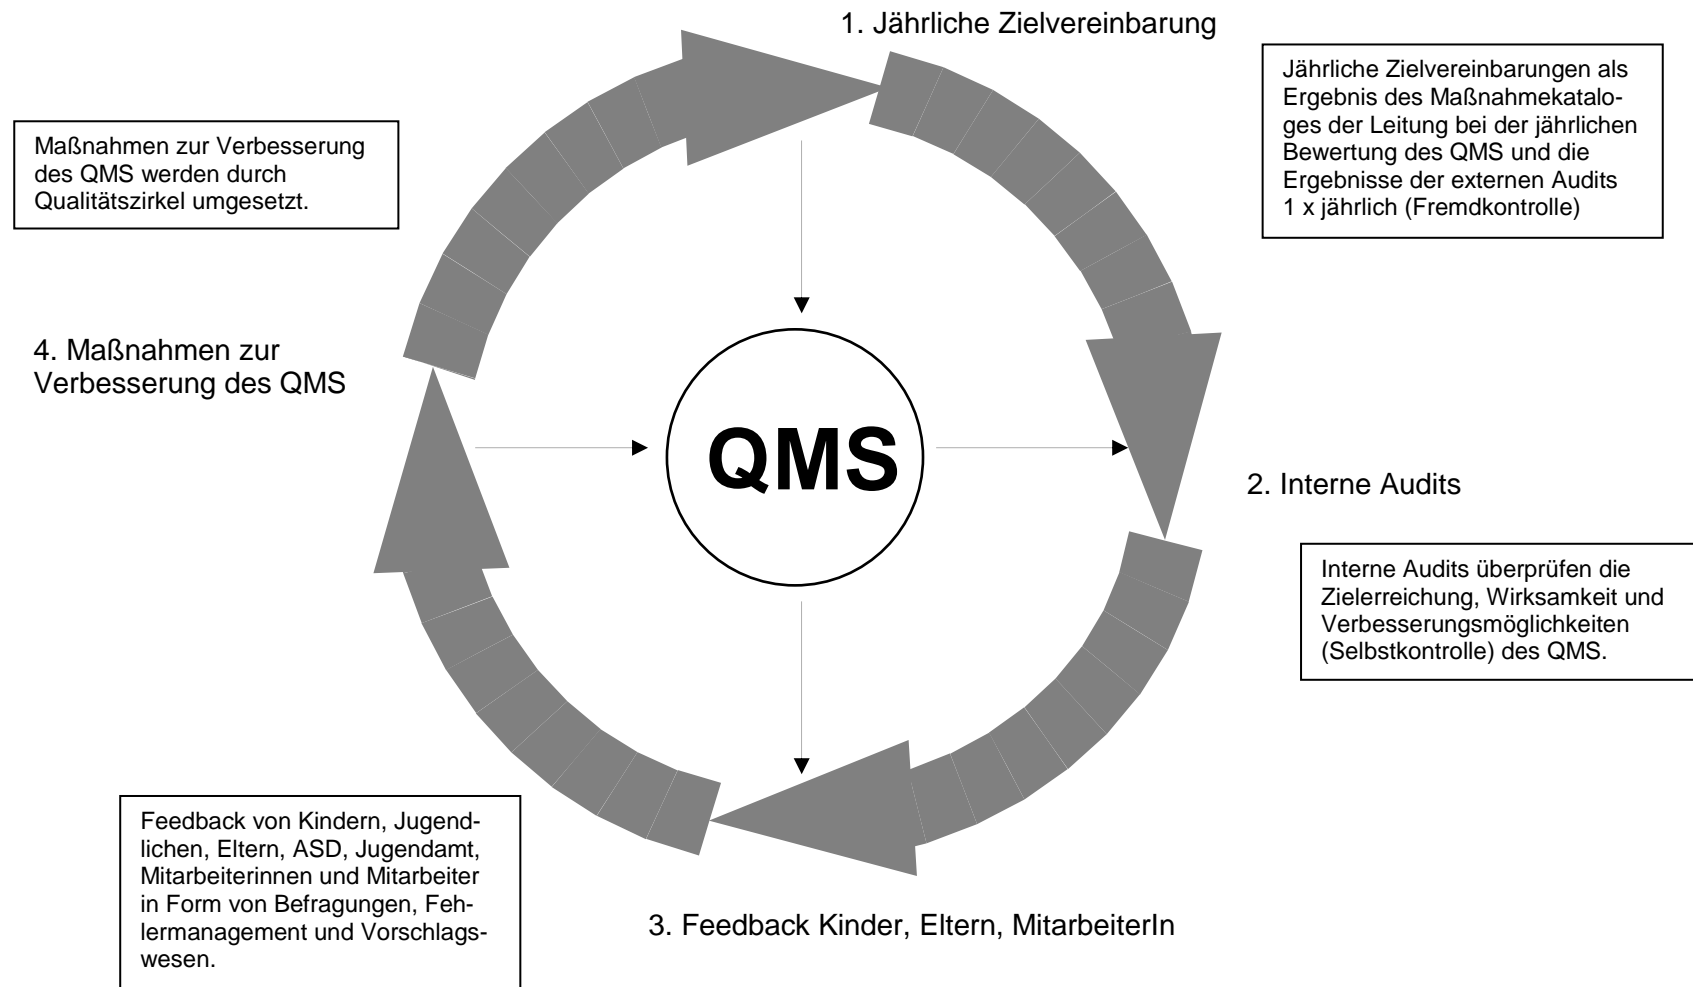 1. Jährliche Zielvereinbarung
Jährliche Zielvereinbarungen als
Ergebnis des Maßnahmekatalo-
ges der Leitung bei der jährlichen
Bewertung des QMS und die
Ergebnisse der externen Audits
1 x jährlich (Fremdkontrolle)
Maßnahmen zur Verbesserung
des QMS werden durch
Qualitätszirkel umgesetzt.
4. Maßnahmen zur
Verbesserung des QMS
QMS
2. Interne Audits
Interne Audits überprüfen die
Zielerreichung, Wirksamkeit und
Verbesserungsmöglichkeiten
(Selbstkontrolle) des QMS.
Feedback von Kindern, Jugend-
lichen, Eltern, ASD, Jugendamt,
Mitarbeiterinnen und Mitarbeiter
in Form von Befragungen, Feh-
lermanagement und Vorschlags-
wesen.
3. Feedback Kinder, Eltern, MitarbeiterIn